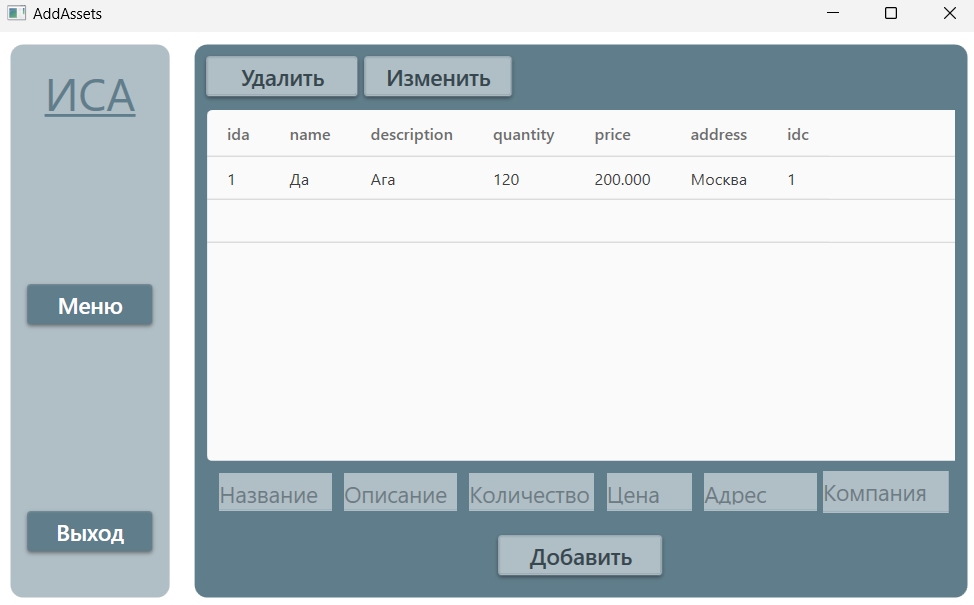 AddAssets
ИСА
Меню
Выход
Удалить Изменить
ida name description quantity price address idc
1 Да Ага 120 200.000 Москва 1
Название Описание Количество Цена Адрес Компания
Добавить